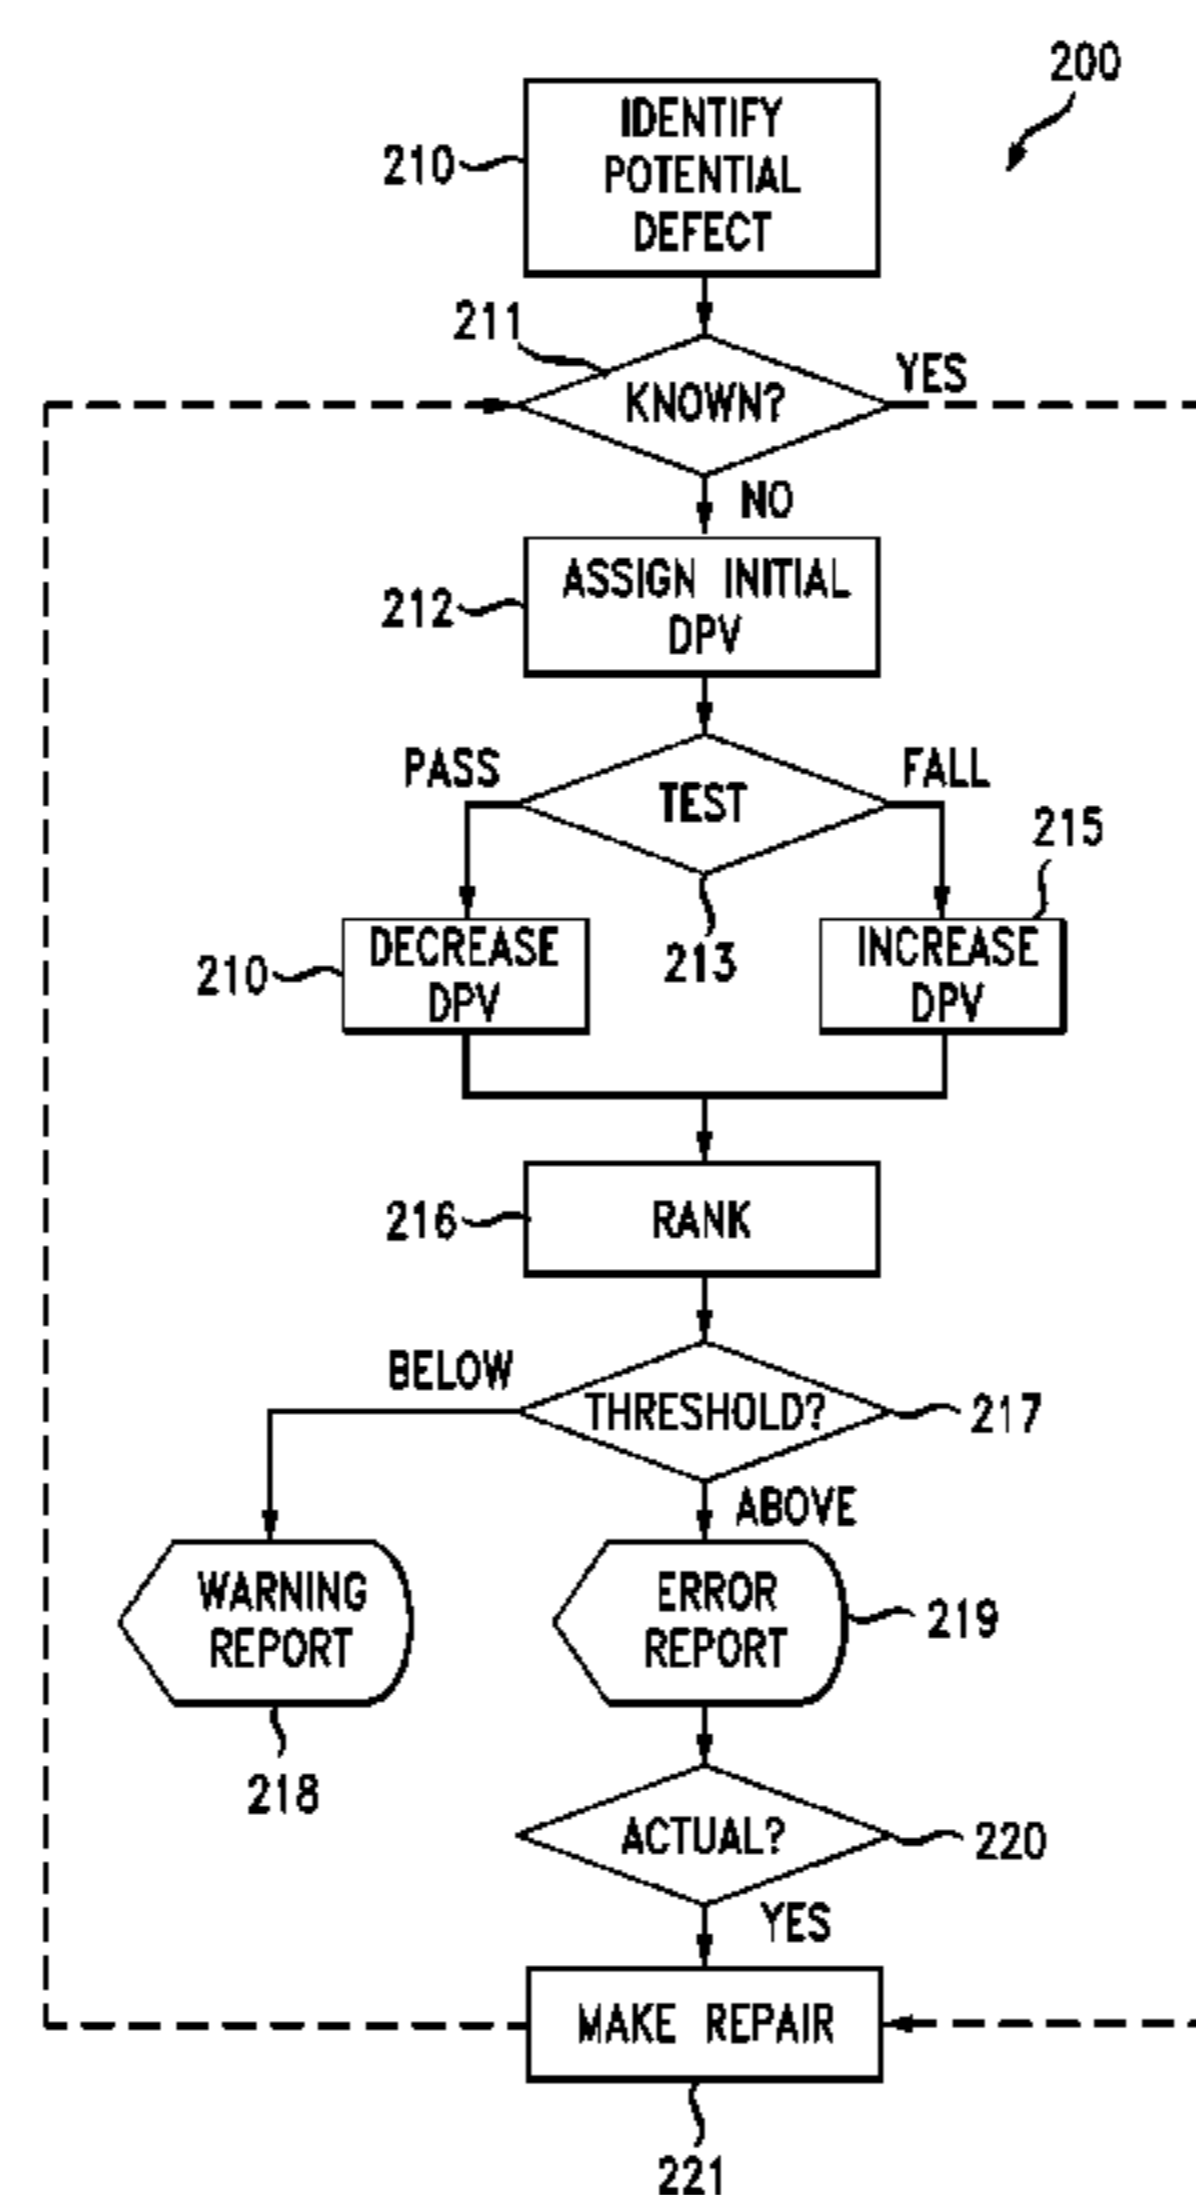 200
IDENTIFY
POTENTIAL
DEFECT
210
211
KNOWN?
YES
NO
ASSIGN INITIAL
DPV
212
PASS
TEST
FALL
213
215
DECREASE
DPV
210
INCREASE
DPV
RANK
216
BELOW
THRESHOLD?
217
ABOVE
WARNING
REPORT
218
ERROR
REPORT
219
ACTUAL?
220
YES
MAKE REPAIR
221